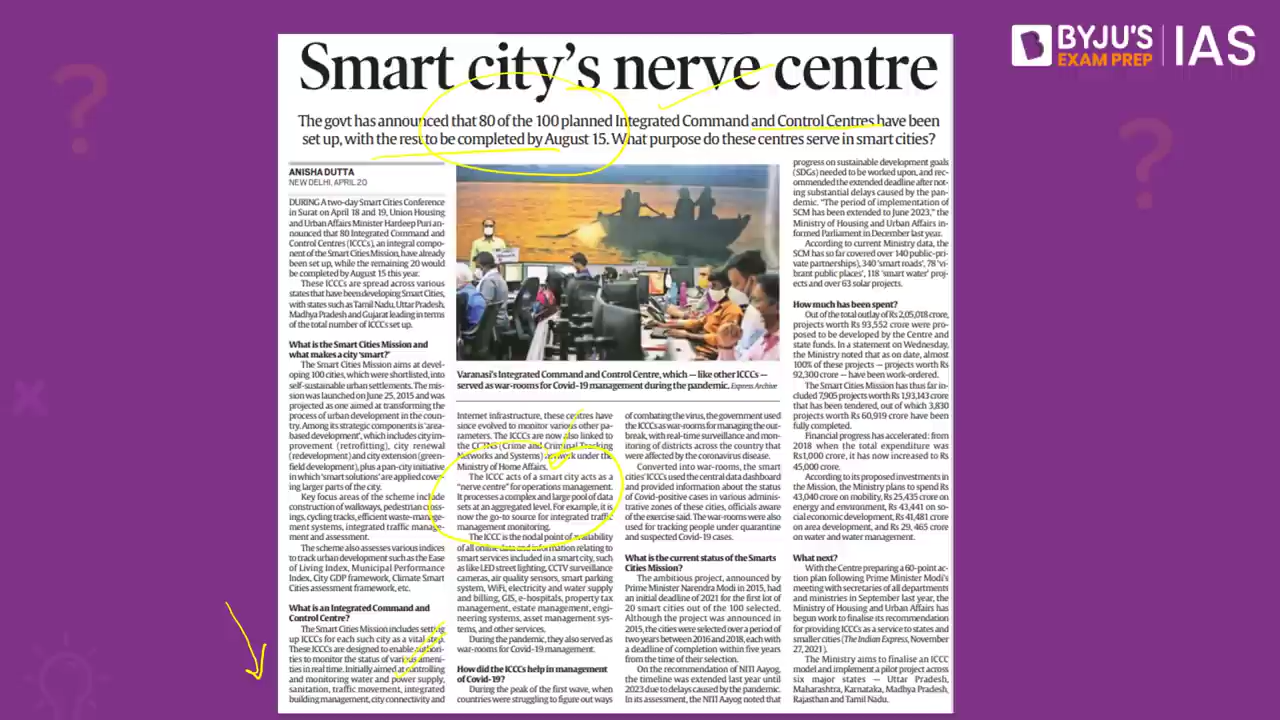 BYJU'S
EXAM PREP
IAS
Smart city's nerve centre
The govt has announced that 80 of the 100 planned Integrated Command and Control Centres have been
set up, with the rest to be completed by August 15. What purpose do these centres serve in smart cities?
ANISHA DUTTA
NEW DELHI, APRIL 20
DURING A two-day Smart Cities Conference
in Surat on April 18 and 19, Union Housing
and Urban Affairs Minister Hardeep Puri an-
nounced that 80 Integrated Command and
Control Centres (ICCCs), an integral compo-
nent of the Smart Cities Mission, have already
been set up, while the remaining 20 would
be completed by August 15 this year.
These ICCCs are spread across various
states that have been developing Smart Cities,
with states such as Tamil Nadu, Uttar Pradesh,
Madhya Pradesh and Gujarat leading in terms
of the total number of ICCCs set up.
What is the Smart Cities Mission and
what makes a city 'smart?'
The Smart Cities Mission aims at devel-
oping 100 cities, which were shortlisted, into
self-sustainable urban settlements. The mis-
sion was launched on June 25, 2015 and was
projected as one aimed at transforming the
process of urban development in the coun-
try. Among its strategic components is 'area-
based development', which includes city im-
provement (retrofitting), city renewal
(redevelopment) and city extension (green-
field development), plus a pan-city initiative
in which 'smart solutions' are applied cover-
ing larger parts of the city.
Key focus areas of the scheme include
construction of walkways, pedestrian cross-
ings, cycling tracks, efficient waste-manage-
ment systems, integrated traffic manage-
ment and assessment.
The scheme also assesses various indices
to track urban development such as the Ease
of Living Index, Municipal Performance
Index, City GDP framework, Climate Smart
Cities assessment framework, etc.
What is an Integrated Command and
Control Centre?
The Smart Cities Mission includes setting
up ICCCs for each such city as a vital step.
These ICCCs are designed to enable authori-
ties to monitor the status of various ameni-
ties in real time. Initially aimed at controlling
and monitoring water and power supply,
sanitation, traffic movement, integrated
building management, city connectivity and
Varanasi's Integrated Command and Control Centre, which — like other ICCCs —
served as war-rooms for Covid-19 management during the pandemic. Express Archive
Internet infrastructure, these centres have
since evolved to monitor various other pa-
rameters. The ICCCs are now also linked to
the CCTNS (Crime and Criminal Tracking
Networks and Systems) network under the
Ministry of Home Affairs.
The ICCC acts of a smart city acts as a
"nerve centre" for operations management.
It processes a complex and large pool of data
sets at an aggregated level. For example, it is
now the go-to source for integrated traffic
management monitoring.
The ICCC is the nodal point of availability
of all online data and information relating to
smart services included in a smart city, such
as like LED street lighting, CCTV surveillance
cameras, air quality sensors, smart parking
system, WiFi, electricity and water supply
and billing, GIS, e-hospitals, property tax
management, estate management, engi-
neering systems, asset management sys-
tems, and other services.
During the pandemic, they also served as
war-rooms for Covid-19 management.
How did the ICCCs help in management
of Covid-19?
During the peak of the first wave, when
countries were struggling to figure out ways
of combating the virus, the government used
the ICCCs as war-rooms for managing the out-
break, with real-time surveillance and mon-
itoring of districts across the country that
were affected by the coronavirus disease.
Converted into war-rooms, the smart
cities' ICCCs used the central data dashboard
and provided information about the status
of Covid-positive cases in various adminis-
trative zones of these cities, officials aware
of the exercise said. The war-rooms were also
used for tracking people under quarantine
and suspected Covid-19 cases.
What is the current status of the Smarts
Cities Mission?
The ambitious project, announced by
Prime Minister Narendra Modi in 2015, had
an initial deadline of 2021 for the first lot of
20 smart cities out of the 100 selected.
Although the project was announced in
2015, the cities were selected over a period of
two years between 2016 and 2018, each with
a deadline of completion within five years
from the time of their selection.
On the recommendation of NITI Aayog,
the timeline was extended last year until
2023 due to delays caused by the pandemic.
In its assessment, the NITI Aayog noted that
progress on sustainable development goals
(SDGs) needed to be worked upon, and rec-
ommended the extended deadline after not-
ing substantial delays caused by the pan-
demic. "The period of implementation of
SCM has been extended to June 2023," the
Ministry of Housing and Urban Affairs in-
formed Parliament in December last year.
According to current Ministry data, the
SCM has so far covered over 140 public-pri-
vate partnerships), 340 'smart roads', 78 'vi-
brant public places', 118 'smart water' proj-
ects and over 63 solar projects.
How much has been spent?
Out of the total outlay of Rs 2,05,018 crore,
projects worth Rs 93,552 crore were pro-
posed to be developed by the Centre and
state funds. In a statement on Wednesday,
the Ministry noted that as on date, almost
100% of these projects — projects worth Rs
92,300 crore — have been work-ordered.
The Smart Cities Mission has thus far in-
cluded 7,905 projects worth Rs 1,93,143 crore
that has been tendered, out of which 3,830
projects worth Rs 60,919 crore have been
fully completed.
Financial progress has accelerated: from
2018 when the total expenditure was
Rs 1,000 crore, it has now increased to Rs
45,000 crore.
According to its proposed investments in
the Mission, the Ministry plans to spend Rs
43,040 crore on mobility, Rs 25,435 crore on
energy and environment, Rs 43,441 on so-
cial economic development, Rs 41,481 crore
on area development, and Rs 29, 465 crore
on water and water management.
What next?
With the Centre preparing a 60-point ac-
tion plan following Prime Minister Modi's
meeting with secretaries of all departments
and ministries in September last year, the
Ministry of Housing and Urban Affairs has
begun work to finalise its recommendation
for providing ICCCs as a service to states and
smaller cities (The Indian Express, November
27, 2021).
The Ministry aims to finalise an ICCC
model and implement a pilot project across
six major states — Uttar Pradesh,
Maharashtra, Karnataka, Madhya Pradesh,
Rajasthan and Tamil Nadu.